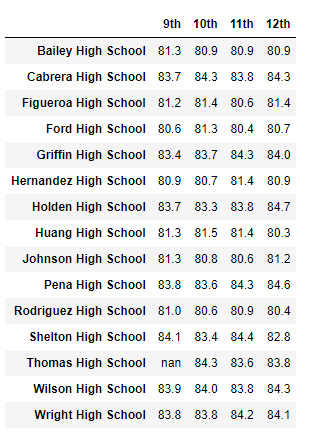 9th 10th 11th 12th
Bailey High School 81.3 80.9 80.9 80.9
Cabrera High School 83.7 84.3 83.8 84.3
Figueroa High School 81.2 81.4 80.6 81.4
Ford High School 80.6 81.3 80.4 80.7
Griffin High School 83.4 83.7 84.3 84.0
Hernandez High School 80.9 80.7 81.4 80.9
Holden High School 83.7 83.3 83.8 84.7
Huang High School 81.3 81.5 81.4 80.3
Johnson High School 81.3 80.8 80.6 81.2
Pena High School 83.8 83.6 84.3 84.6
Rodriguez High School 81.0 80.6 80.9 80.4
Shelton High School 84.1 83.4 84.4 82.8
Thomas High School nan 84.3 83.6 83.8
Wilson High School 83.9 84.0 83.8 84.3
Wright High School 83.8 83.8 84.2 84.1